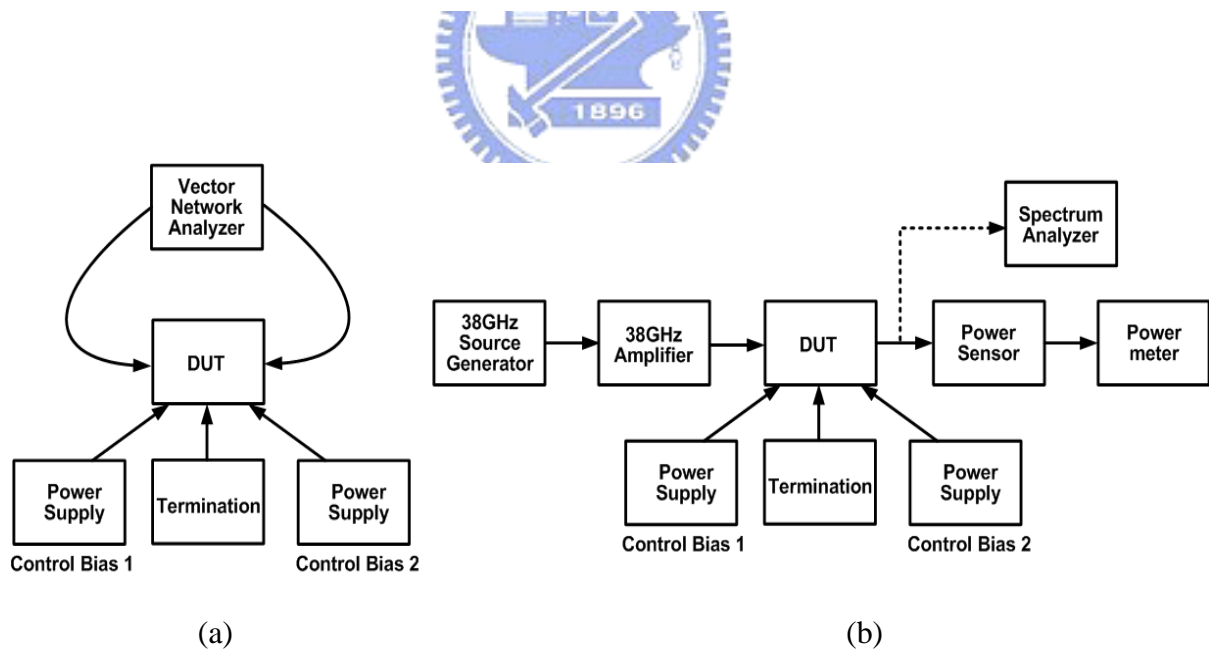 1896
Vector
Network
Analyzer
DUT
Power
Supply
Termination
Power
Supply
Control Bias 1
Control Bias 2
(a)
Spectrum
Analyzer
38GHz
Source
Generator
38GHz
Amplifier
DUT
Power
Sensor
Power
meter
Power
Supply
Termination
Power
Supply
Control Bias 1
Control Bias 2
(b)